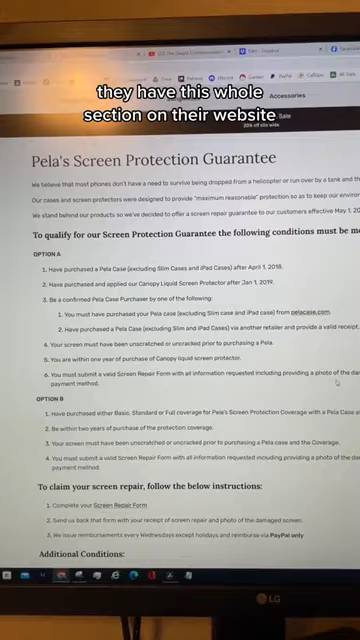 they have this whole
section on their website
Accessories
Sale
20% off site wide
Pela's Screen Protection Guarantee
We believe that most phones don't have a need to survive being dropped from a helicopter or run over by a tank and th
Our cases and screen protectors were designed to provide "maximum reasonable" protection so as to keep our environ
We stand behind our products so we've decided to offer a screen repair guarantee to our customers effective May 1, 20
To qualify for our Screen Protection Guarantee the following conditions must be me
OPTION A
1. Have purchased a Pela Case (excluding Slim Cases and iPad Cases) after April 1, 2018.
2. Have purchased and applied our Canopy Liquid Screen Protector after Jan 1, 2019.
3. Be a confirmed Pela Case Purchaser by one of the following:
1. You must have purchased your Pela case (excluding Slim case and iPad case) from pelacase.com.
2. Have purchased a Pela Case (excluding Slim and iPad Cases) via another retailer and provide a valid receipt.
4. Your screen must have been unscratched or uncracked prior to purchasing a Pela.
5. You are within one year of purchase of Canopy liquid screen protector.
6. You must submit a valid Screen Repair Form with all information requested including providing a photo of the dam
payment method.
OPTION B
1. Have purchased either Basic, Standard or Full coverage for Pela's Screen Protection Coverage with a Pela Case a
2. Be within two years of purchase of the protection coverage.
3. Your screen must have been unscratched or uncracked prior to purchasing a Pela case and the Coverage.
4. You must submit a valid Screen Repair Form with all information requested including providing a photo of the dam
payment method.
To claim your screen repair, follow the below instructions:
1. Complete your Screen Repair Form
2. Send us back that form with your receipt of screen repair and photo of the damaged screen.
3. We issue reimbursements every Wednesdays except holidays and reimburse via PayPal only
Additional Conditions:
LG